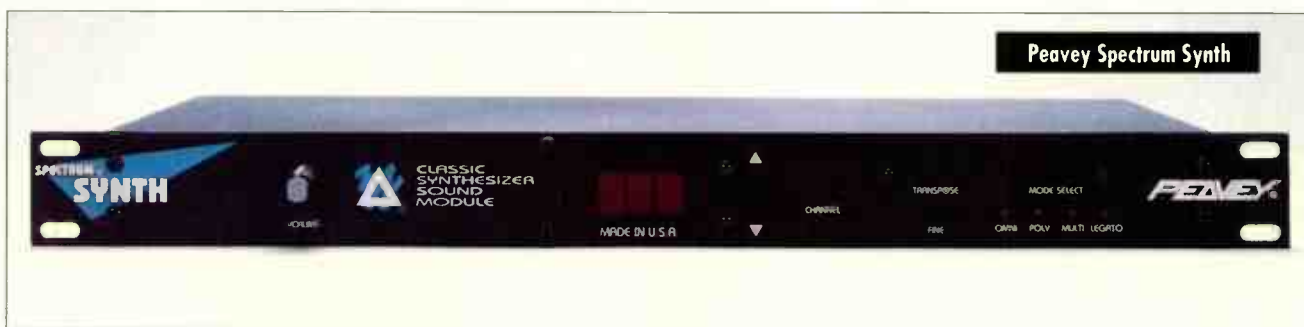 Peavey Spectrum Synth
SPECTRUM
SYNTH
VOLUME
CLASSIC
SYNTHESIZER
SOUND
MODULE
MADE IN U S A
CHANNEL
TRANSPOSE
FINE
MODE SELECT
OMNI POLY MULTI LEGATO
PEAVEY